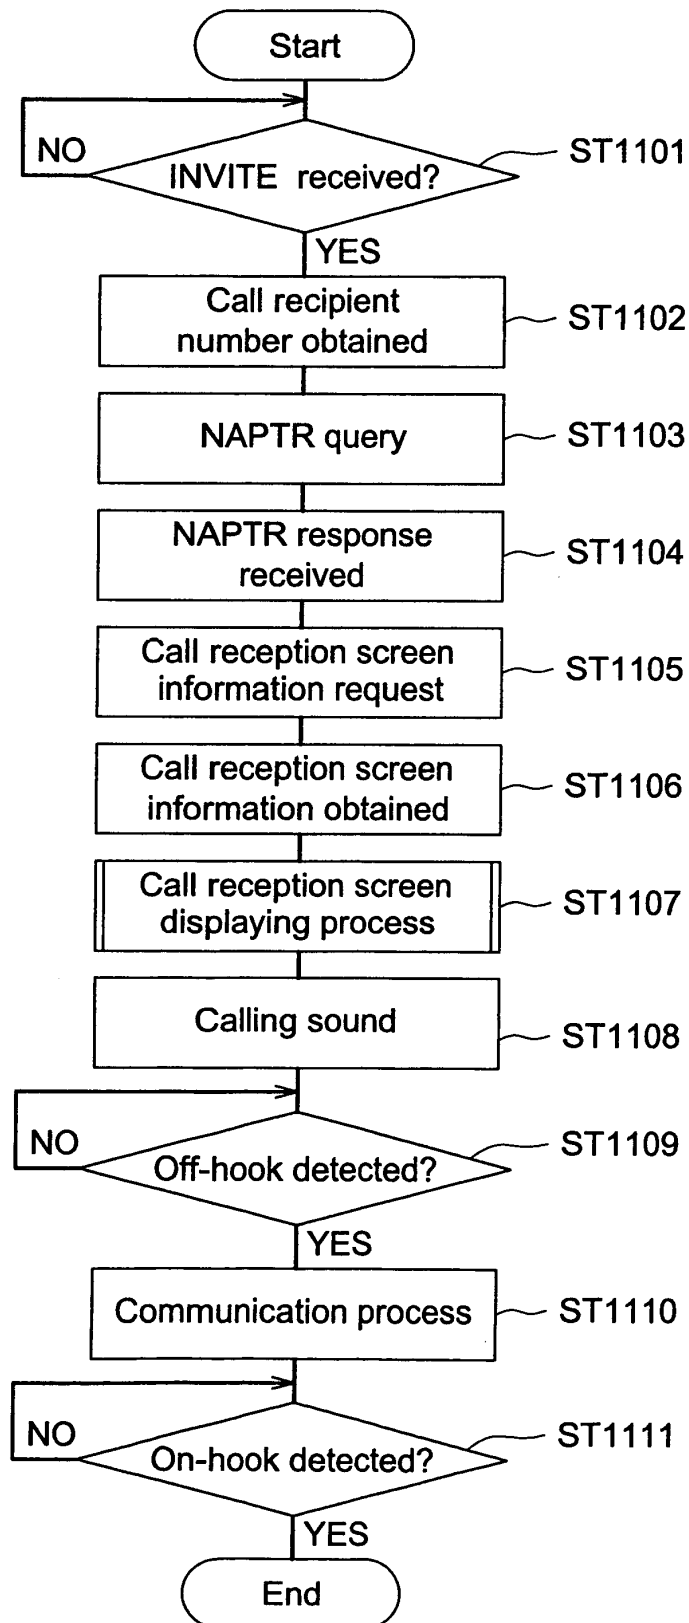 Start
NO
INVITE received?
ST1101
YES
Call recipient
number obtained
ST1102
NAPTR query
ST1103
NAPTR response
received
ST1104
Call reception screen
information request
ST1105
Call reception screen
information obtained
ST1106
Call reception screen
displaying process
ST1107
Calling sound
ST1108
NO
Off-hook detected?
ST1109
YES
Communication process
ST1110
NO
On-hook detected?
ST1111
YES
End